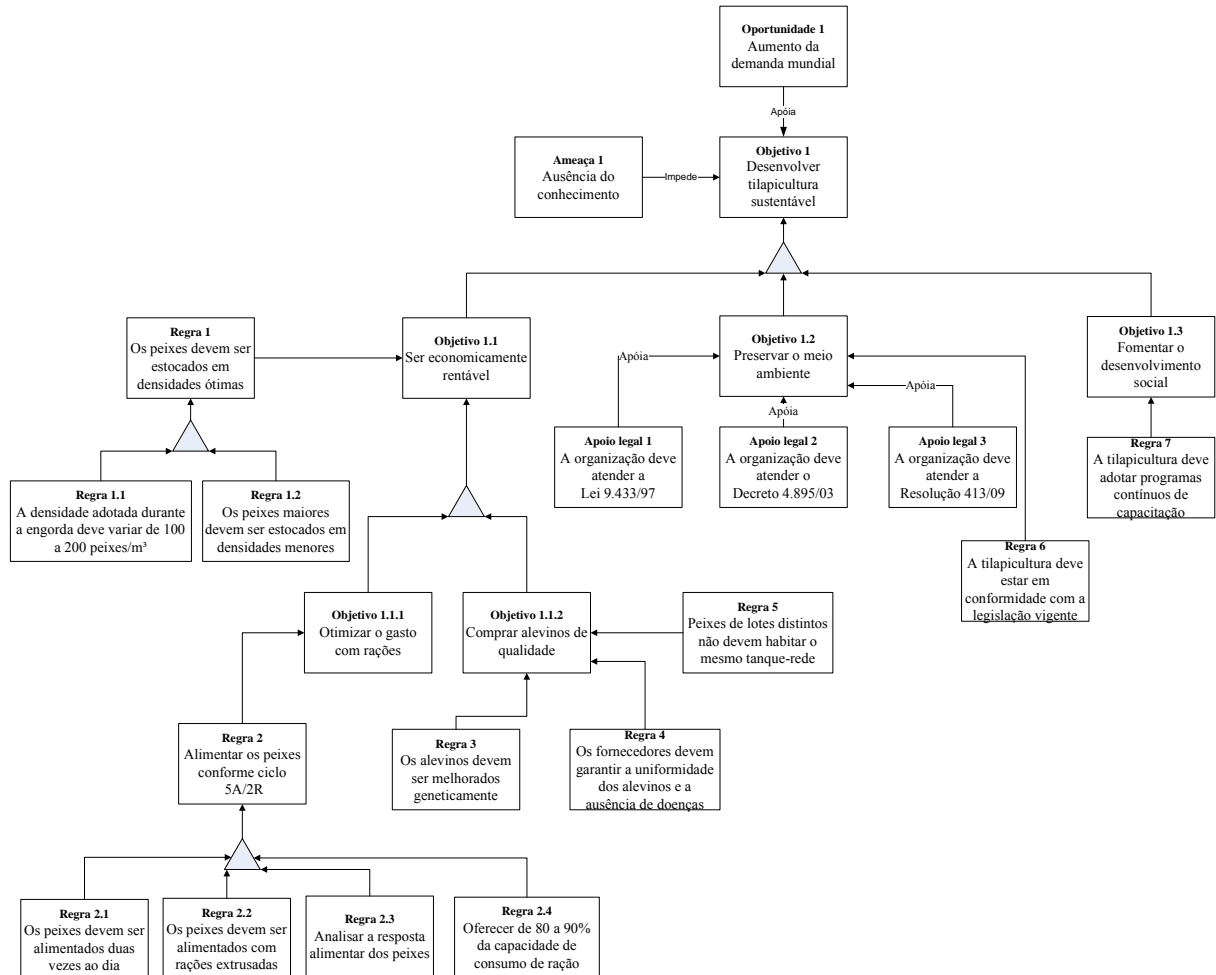 Oportunidade 1
Aumento da
demanda mundial
Apóia
Ameaça 1
Ausência do
conhecimento
Impede
Objetivo 1
Desenvolver
tilapicultura
sustentável
Regra 1
Os peixes devem ser
estocados em
densidades ótimas
Objetivo 1.1
Ser economicamente
rentável
Objetivo 1.2
Preservar o meio
ambiente
Objetivo 1.3
Fomentar o
desenvolvimento
social
Apóia
Apóia
Apóia
Regra 1.1
A densidade adotada durante
a engorda deve variar de 100
a 200 peixes/m³
Regra 1.2
Os peixes maiores
devem ser estocados em
densidades menores
Apoio legal 1
A organização deve
atender a
Lei 9.433/97
Apoio legal 2
A organização deve
atender o
Decreto 4.895/03
Apoio legal 3
A organização deve
atender a
Resolução 413/09
Regra 7
A tilapicultura deve
adotar programas
contínuos de
capacitação
Regra 6
A tilapicultura deve
estar em
conformidade com a
legislação vigente
Objetivo 1.1.1
Otimizar o gasto
com rações
Objetivo 1.1.2
Comprar alevinos de
qualidade
Regra 5
Peixes de lotes distintos
não devem habitar o
mesmo tanque-rede
Regra 2
Alimentar os peixes
conforme ciclo
5A/2R
Regra 3
Os alevinos devem
ser melhorados
geneticamente
Regra 4
Os fornecedores devem
garantir a uniformidade
dos alevinos e a
ausência de doenças
Regra 2.1
Os peixes devem ser
alimentados duas
vezes ao dia
Regra 2.2
Os peixes devem ser
alimentados com
rações extrusadas
Regra 2.3
Analisar a resposta
alimentar dos peixes
Regra 2.4
Oferecer de 80 a 90%
da capacidade de
consumo de ração